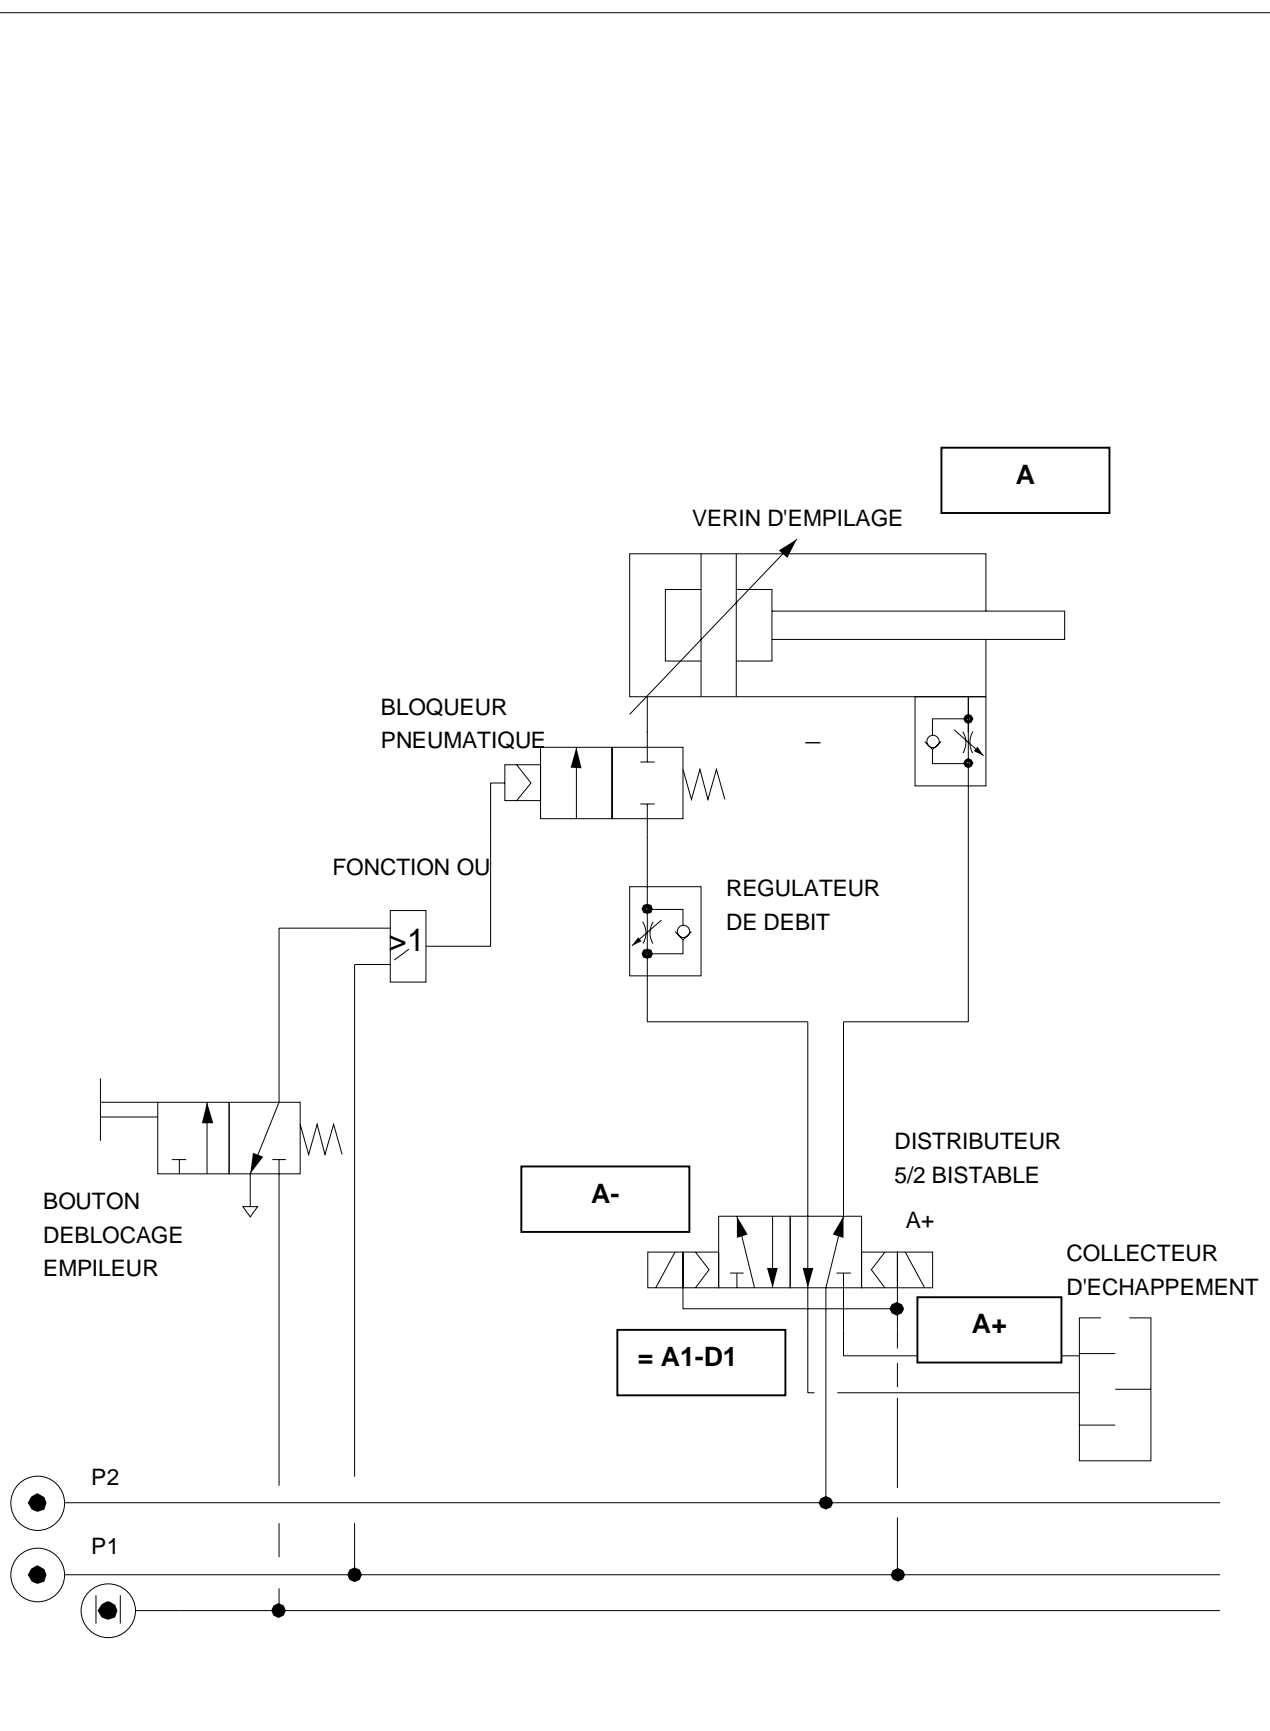 A
VERIN D'EMPILAGE
BLOQUEUR
PNEUMATIQUE
–
FONCTION OU
REGULATEUR
DE DEBIT
>1
DISTRIBUTEUR
5/2 BISTABLE
A-
BOUTON
DEBLOCAGE
EMPILEUR
A+
COLLECTEUR
D'ECHAPPEMENT
A+
= A1-D1
P2
P1